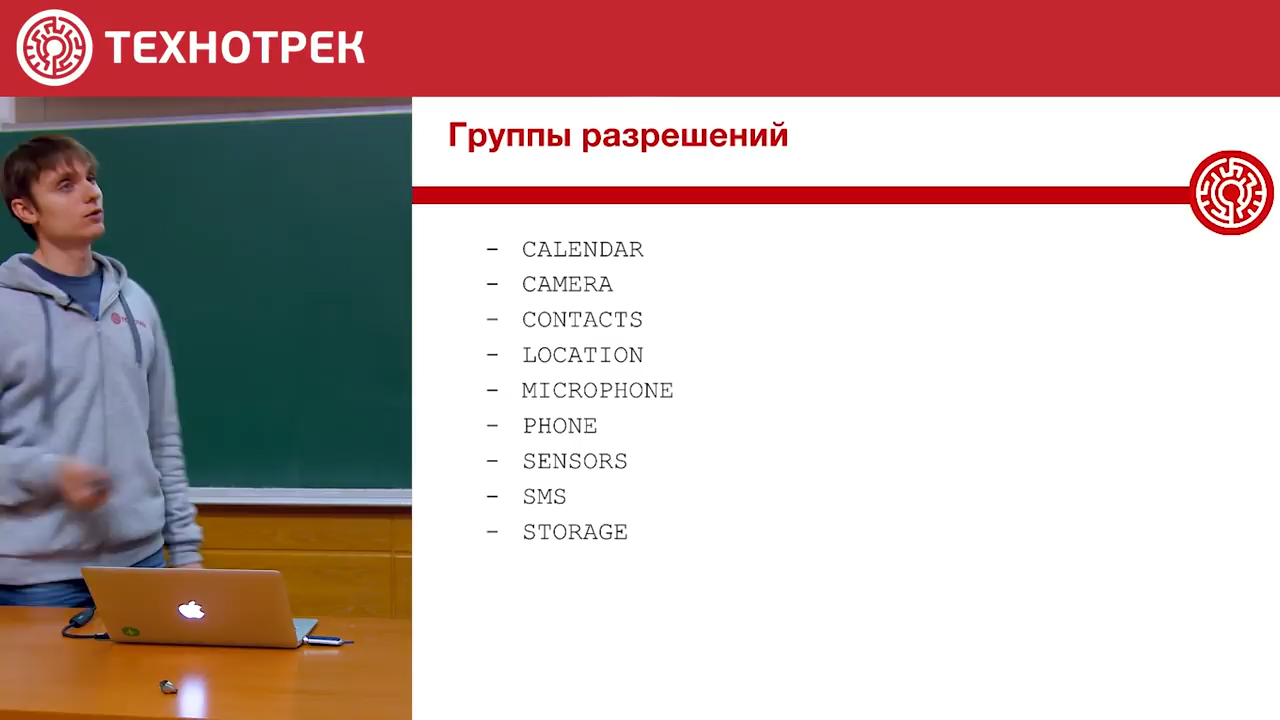 ТЕХНОТРЕК
Группы разрешений
- CALENDAR
- CAMERA
- CONTACTS
- LOCATION
- MICROPHONE
- PHONE
- SENSORS
- SMS
- STORAGE